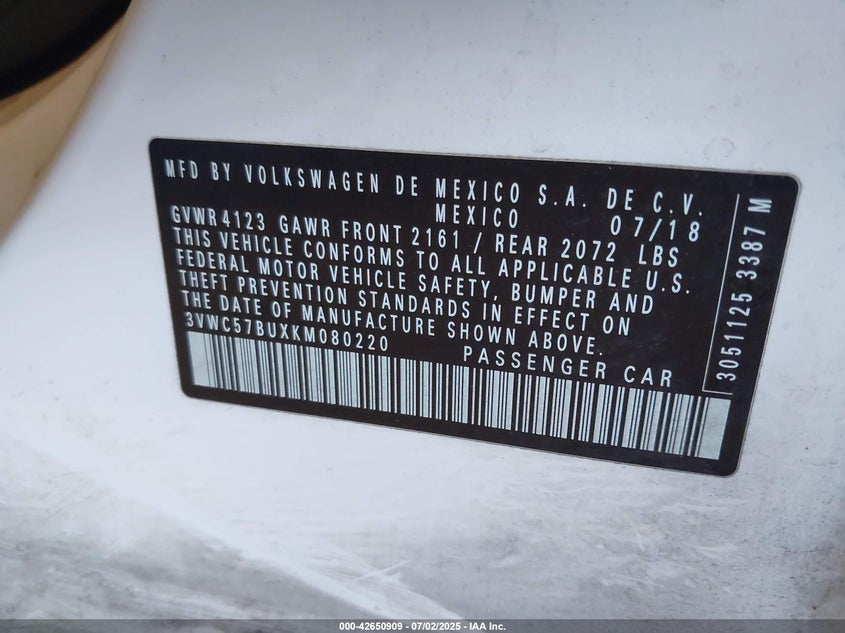 MFD BY VOLKSWAGEN DE MEXICO S.A. DE C.V.
MEXICO 07/18
GVWR 4123 GAWR FRONT 2161 / REAR 2072 LBS
THIS VEHICLE CONFORMS TO ALL APPLICABLE U.S.
FEDERAL MOTOR VEHICLE SAFETY, BUMPER AND
THEFT PREVENTION STANDARDS IN EFFECT ON
THE DATE OF MANUFACTURE SHOWN ABOVE.
3VWC57BUXKM080220 PASSENGER CAR
3051125 3387 M
000-42650909 - 07/02/2025 - IAA Inc.